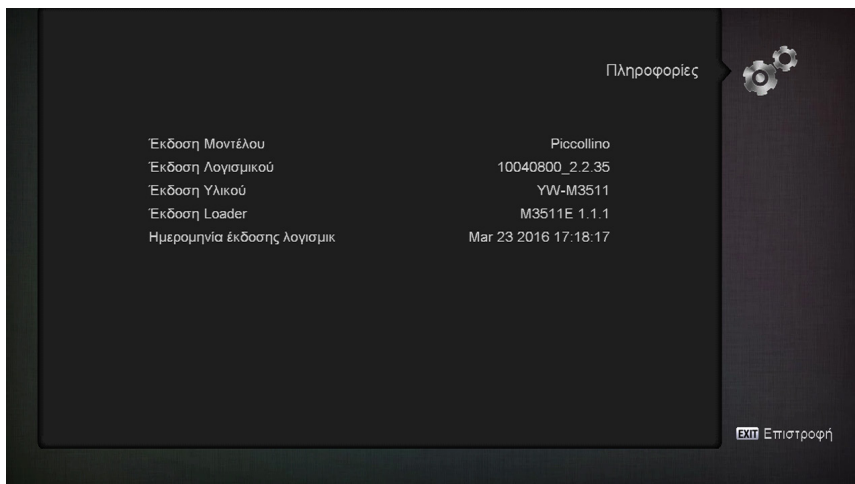 Πληροφορίες
Έκδοση Μοντέλου Piccollino
Έκδοση Λογισμικού 10040800_2.2.35
Έκδοση Υλικού YW-M3511
Έκδοση Loader M3511E 1.1.1
Ημερομηνία έκδοσης λογισμικ Mar 23 2016 17:18:17
EXIT Επιστροφή